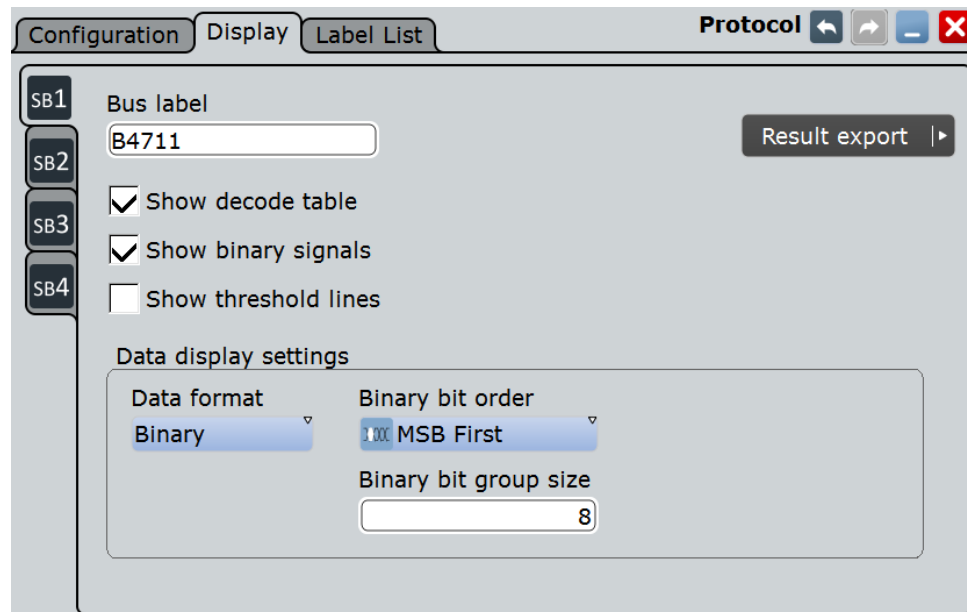 Configuration Display Label List Protocol
SB1
Bus label
B4711
Result export
SB2
Show decode table
SB3
Show binary signals
SB4
Show threshold lines
Data display settings
Data format Binary bit order
Binary MSB First
Binary bit group size
8